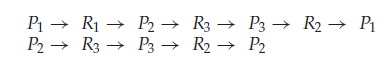 P₁ → R₁ → P₂ → R₃ → P₃ → R₂ → P₁
P₂ → R₃ → P₃ → R₂ → P₂